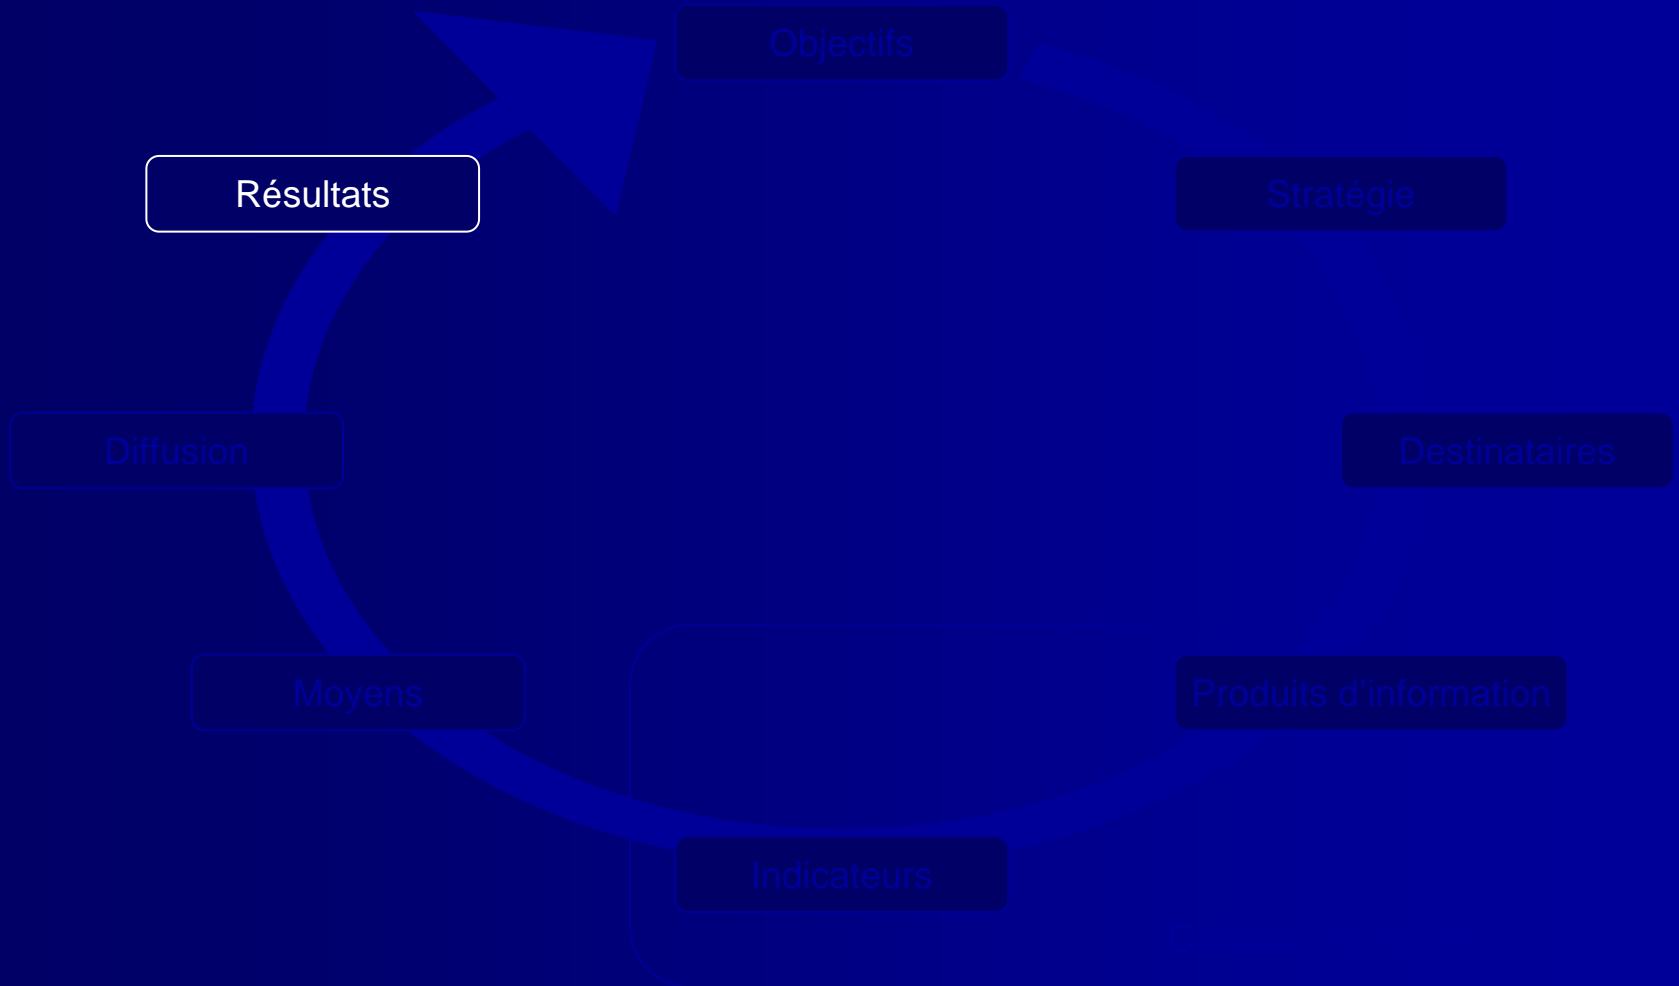 Objectifs
Résultats
Stratégie
Diffusion
Destinataires
Moyens
Produits d'information
Indicateurs